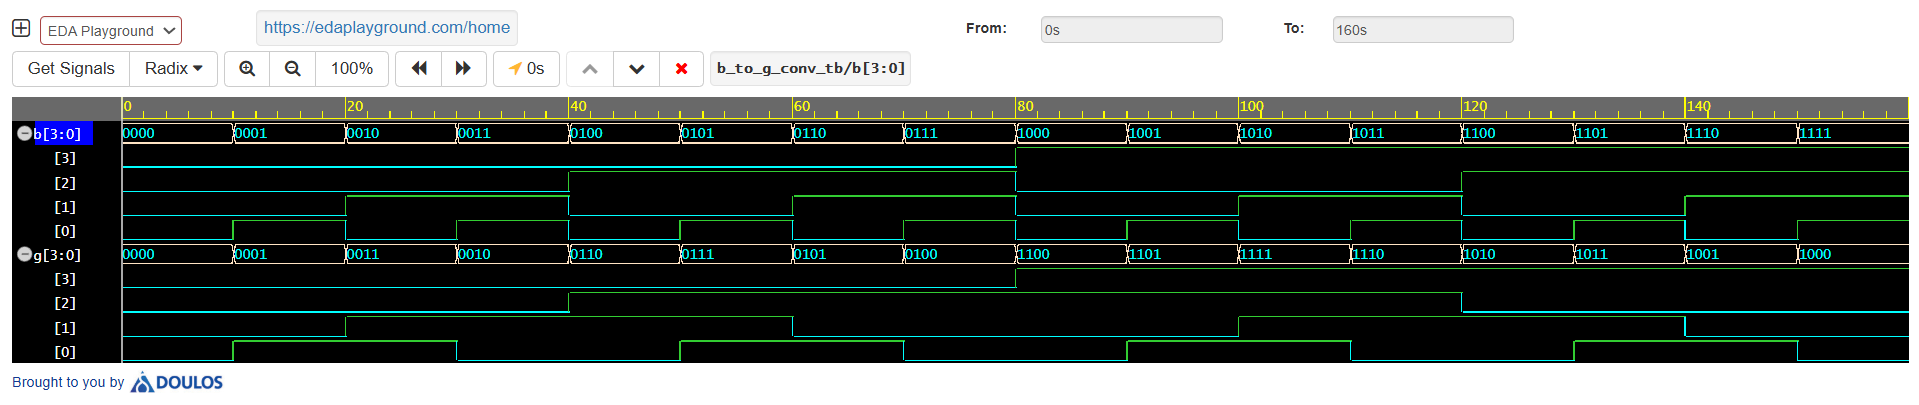 EDA Playground https://edaplayground.com/home From: 0s To: 160s
Get Signals Radix 100% 0s b_to_g_conv_tb/b[3:0]
0 20 40 60 80 100 120 140
b[3:0] 0000 0001 0010 0011 0100 0101 0110 0111 1000 1001 1010 1011 1100 1101 1110 1111
[3]
[2]
[1]
[0]
g[3:0] 0000 0001 0011 0010 0110 0111 0101 0100 1100 1101 1111 1110 1010 1011 1001 1000
[3]
[2]
[1]
[0]
Brought to you by DOULOS